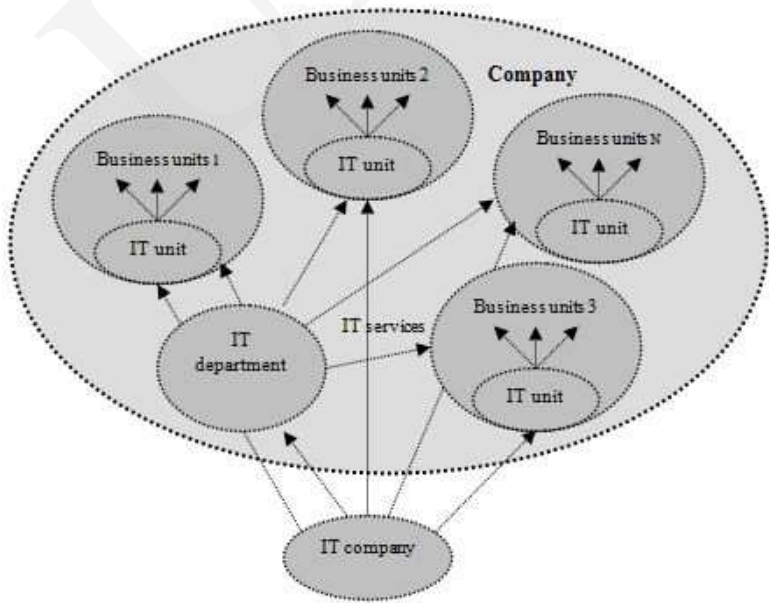 Business units 2
Company
Business units 1
Business units N
IT unit
IT unit
IT unit
Business units 3
IT services
IT
department
IT unit
IT company